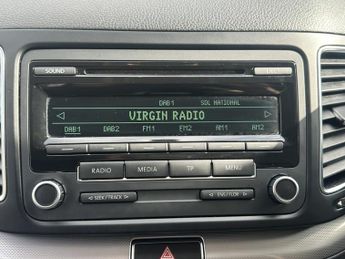 SOUND
DAB1 SDL NATIONAL
VIRGIN RADIO
DAB1 DAB2 FM1 FM2 AM1 AM2
RADIO MEDIA TP MENU
SEEK / TRACK